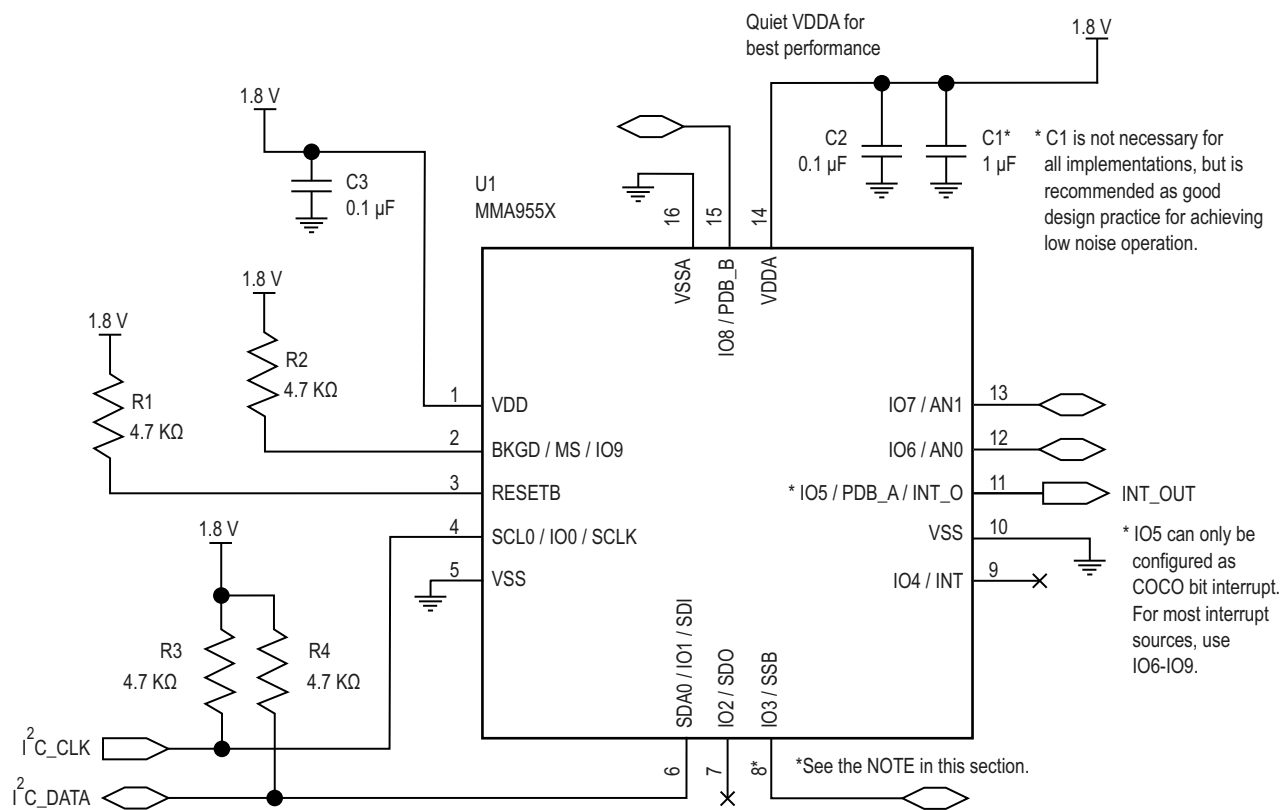 Quiet VDDA for
best performance
1.8 V
1.8 V
C3
0.1 µF
C2
0.1 µF
C1*
1 µF
* C1 is not necessary for
all implementations, but is
recommended as good
design practice for achieving
low noise operation.
U1
MMA955X
16
15
14
VSSA
IO8 / PDB_B
VDDA
1.8 V
R2
4.7 KΩ
1.8 V
R1
4.7 KΩ
1
VDD
2
BKGD / MS / IO9
3
RESETB
4
SCL0 / IO0 / SCLK
5
VSS
IO7 / AN1
13
IO6 / AN0
12
* IO5 / PDB_A / INT_O
11
INT_OUT
VSS
10
IO4 / INT
9
* IO5 can only be
configured as
COCO bit interrupt.
For most interrupt
sources, use
IO6-IO9.
1.8 V
R3
4.7 KΩ
R4
4.7 KΩ
SDA0 / IO1 / SDI
IO2 / SDO
IO3 / SSB
6
7
8*
*See the NOTE in this section.
I²C_CLK
I²C_DATA